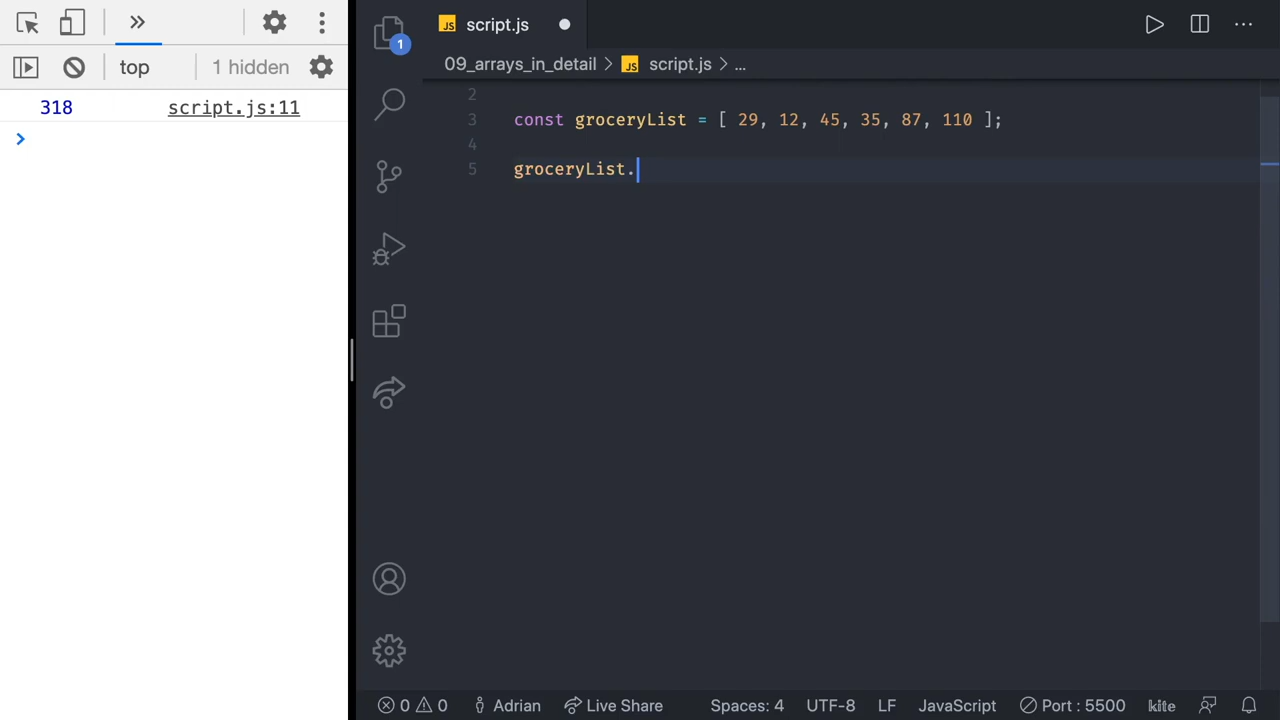 top
1 hidden
318 script.js:11
>
1
JS script.js
09_arrays_in_detail > JS script.js > ...
2
3 const groceryList = [ 29, 12, 45, 35, 87, 110 ];
4
5 groceryList.
0 0 Adrian Live Share Spaces: 4 UTF-8 LF JavaScript Port : 5500 kite